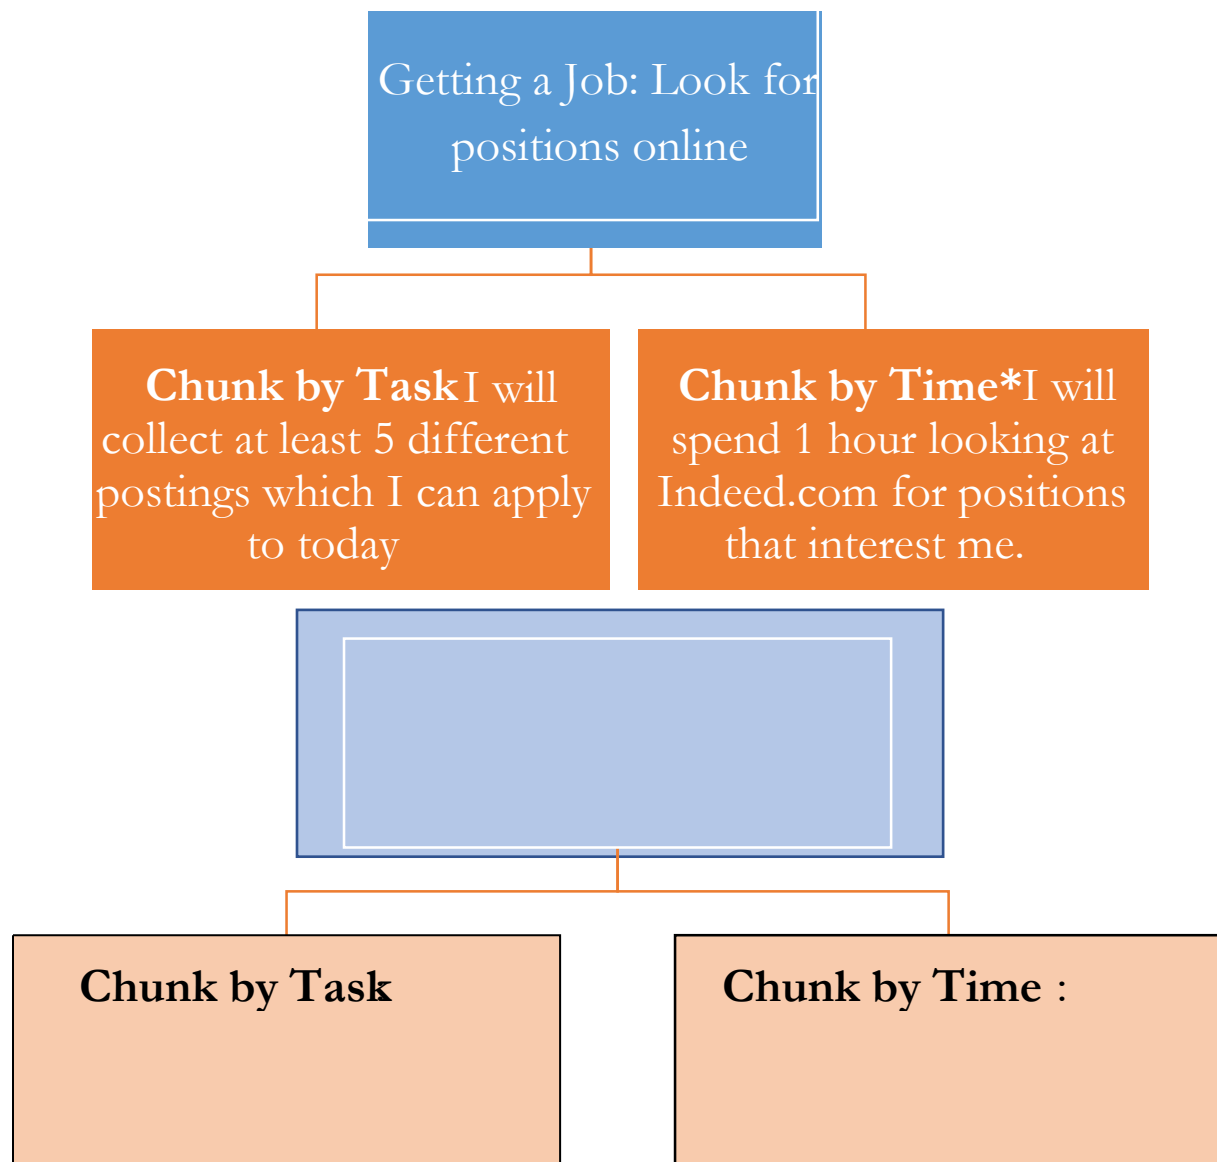 Getting a Job: Look for
positions online
Chunk by Task I will
collect at least 5 different
postings which I can apply
to today
Chunk by Time*I will
spend 1 hour looking at
Indeed.com for positions
that interest me.
Chunk by Task
Chunk by Time :